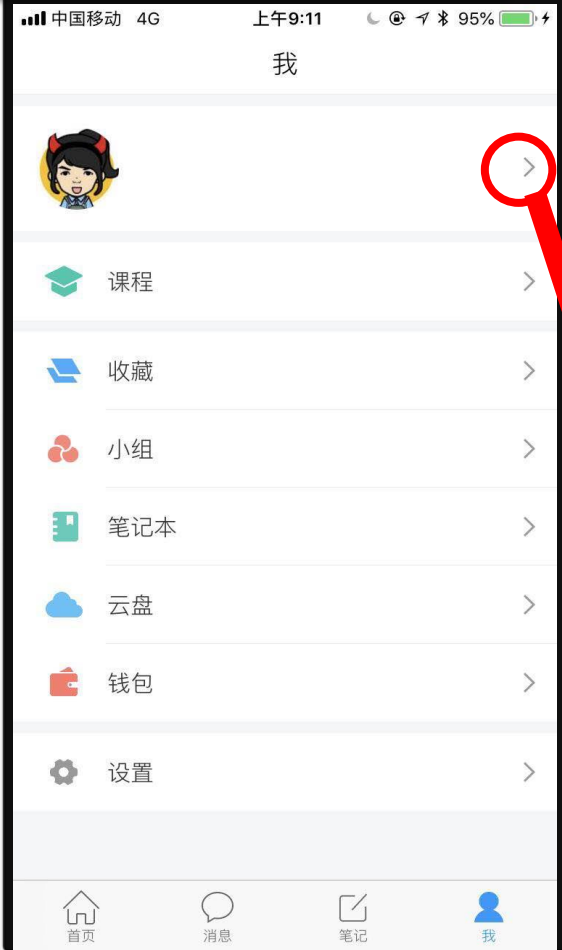 中国移动 4G 上午9:11 95%
我
课程
收藏
小组
笔记本
云盘
钱包
设置
首页 消息 笔记 我